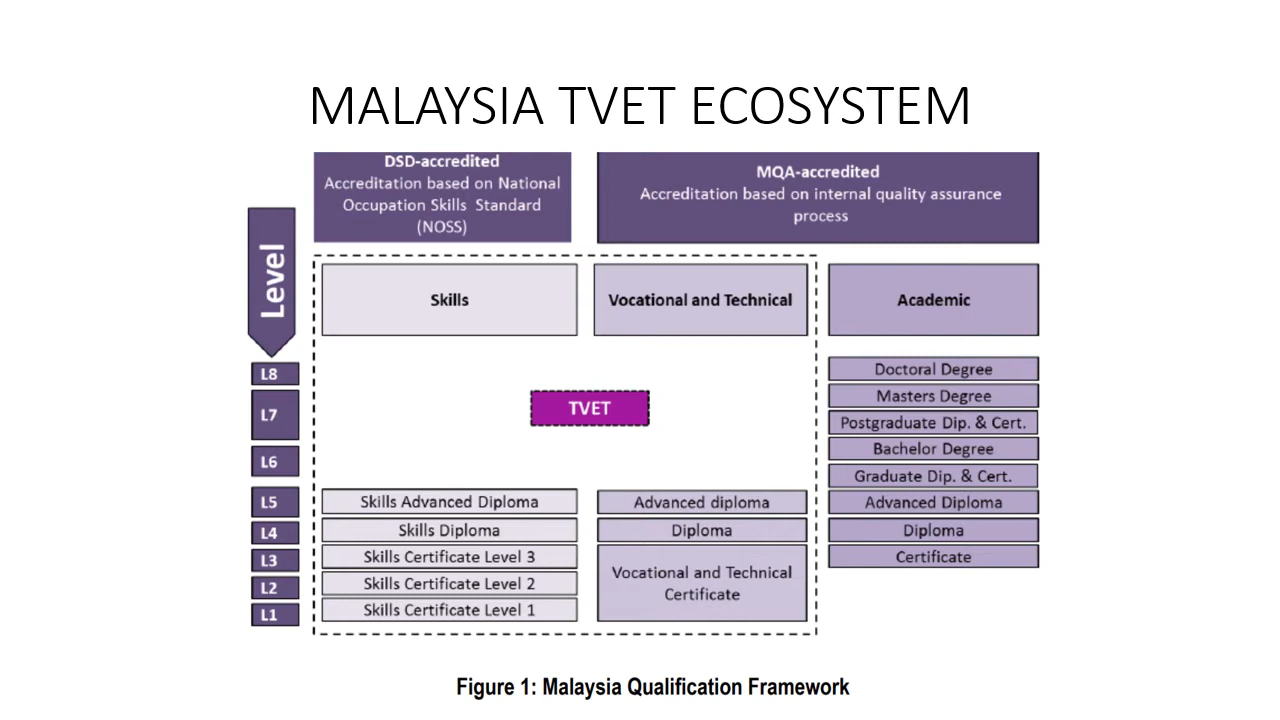 MALAYSIA TVET ECOSYSTEM
DSD-accredited
Accreditation based on National
Occupation Skills Standard
(NOSS)
MQA-accredited
Accreditation based on internal quality assurance
process
Level
Skills
Vocational and Technical
Academic
L8
Doctoral Degree
L7
TVET
Masters Degree
Postgraduate Dip. & Cert.
L6
Bachelor Degree
Graduate Dip. & Cert.
L5
Skills Advanced Diploma
Advanced diploma
Advanced Diploma
L4
Skills Diploma
Diploma
Diploma
L3
Skills Certificate Level 3
Certificate
L2
Skills Certificate Level 2
Vocational and Technical
Certificate
L1
Skills Certificate Level 1
Figure 1: Malaysia Qualification Framework